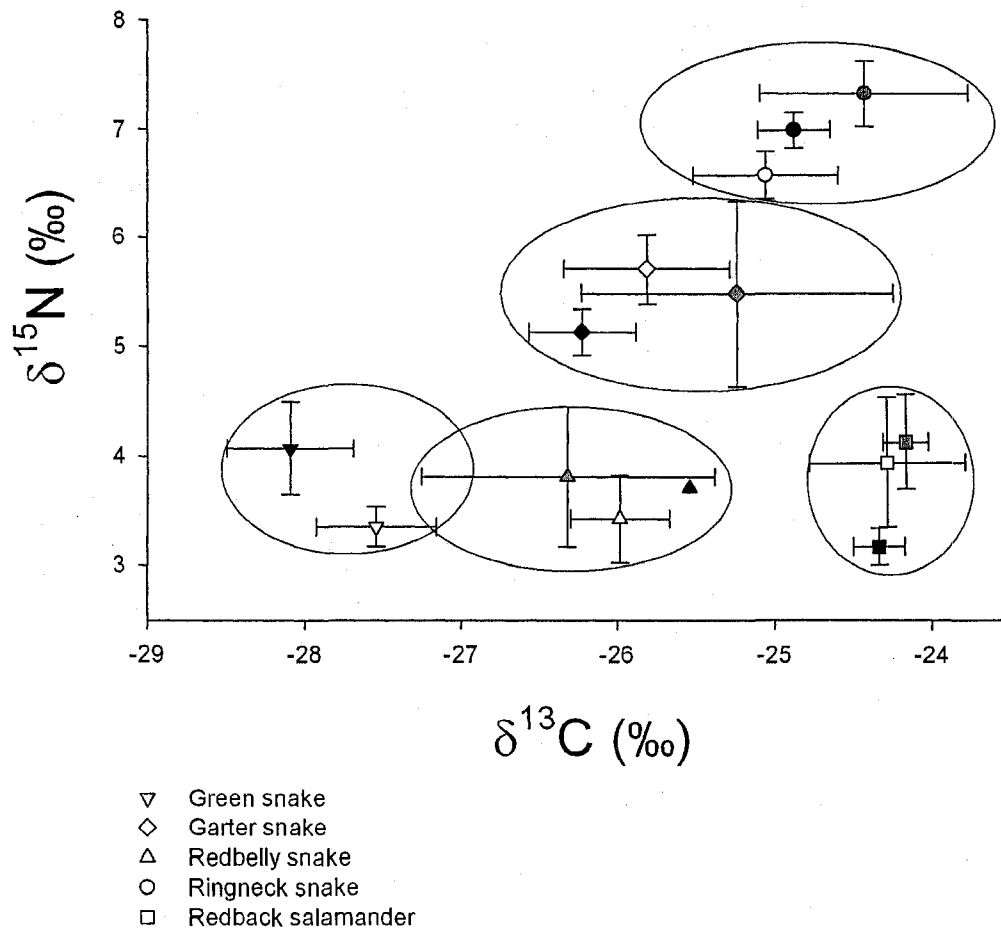 8
7
6
5
4
3
δ15N (‰)
-29 -28 -27 -26 -25 -24
δ13C (‰)
Green snake
Garter snake
Redbelly snake
Ringneck snake
Redback salamander